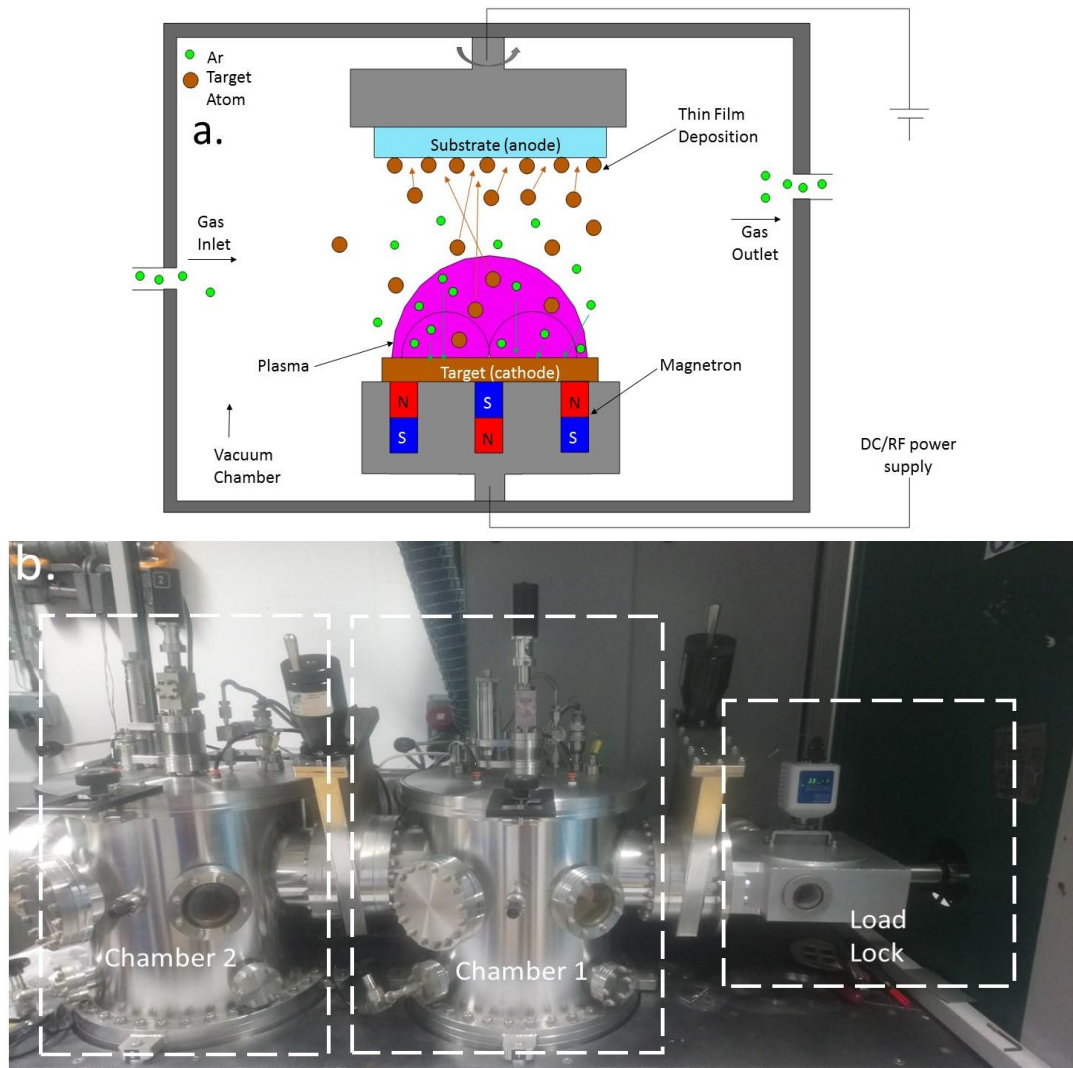 Ar
Target
Atom
a.
Substrate (anode)
Thin Film
Deposition
Gas
Inlet
Gas
Outlet
Plasma
Target (cathode)
Magnetron
N
S
N
S
N
S
Vacuum
Chamber
DC/RF power
supply
b.
2
Chamber 2
Chamber 1
Load
Lock